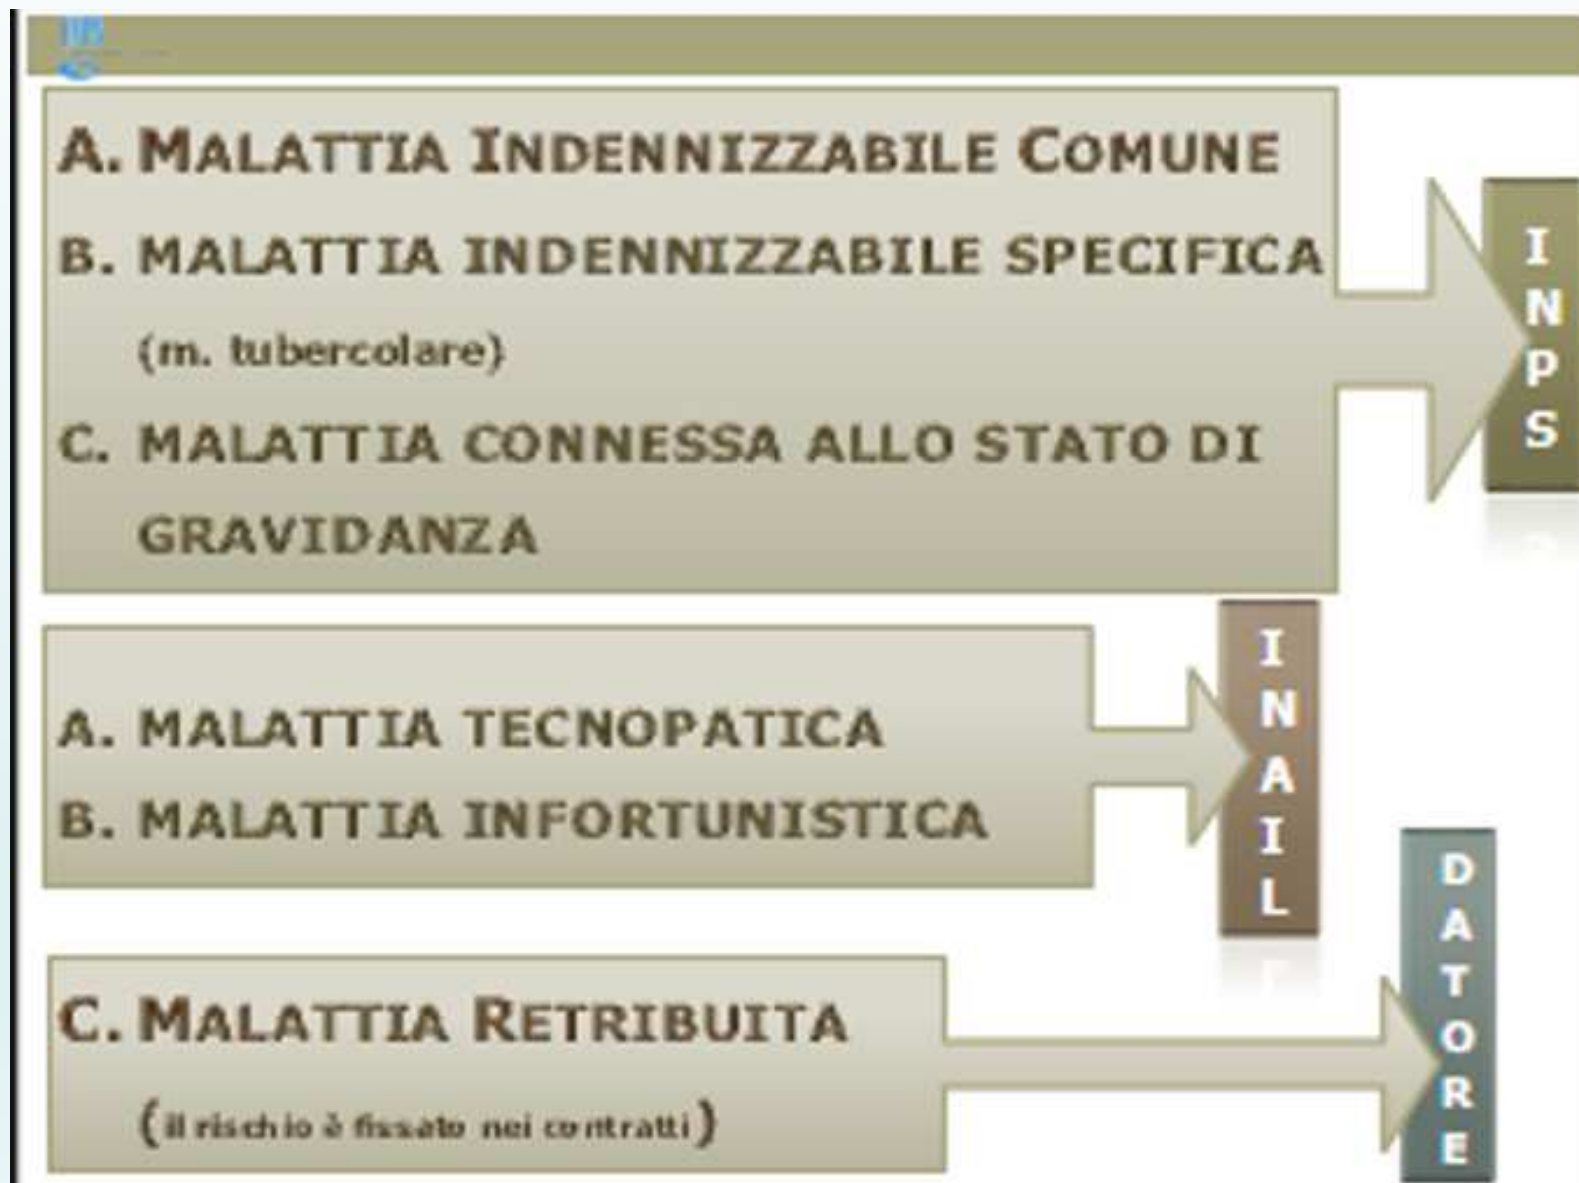 A. MALATTIA INDENNIZZABILE COMUNE
B. MALATTIA INDENNIZZABILE SPECIFICA
(m. tubercolare)
C. MALATTIA CONNESSA ALLO STATO DI
GRAVIDANZA
INPS
A. MALATTIA TECNOPATICA
B. MALATTIA INFORTUNISTICA
INAIL
C. MALATTIA RETRIBUITA
(il rischio è fissato nei contratti)
DATORE